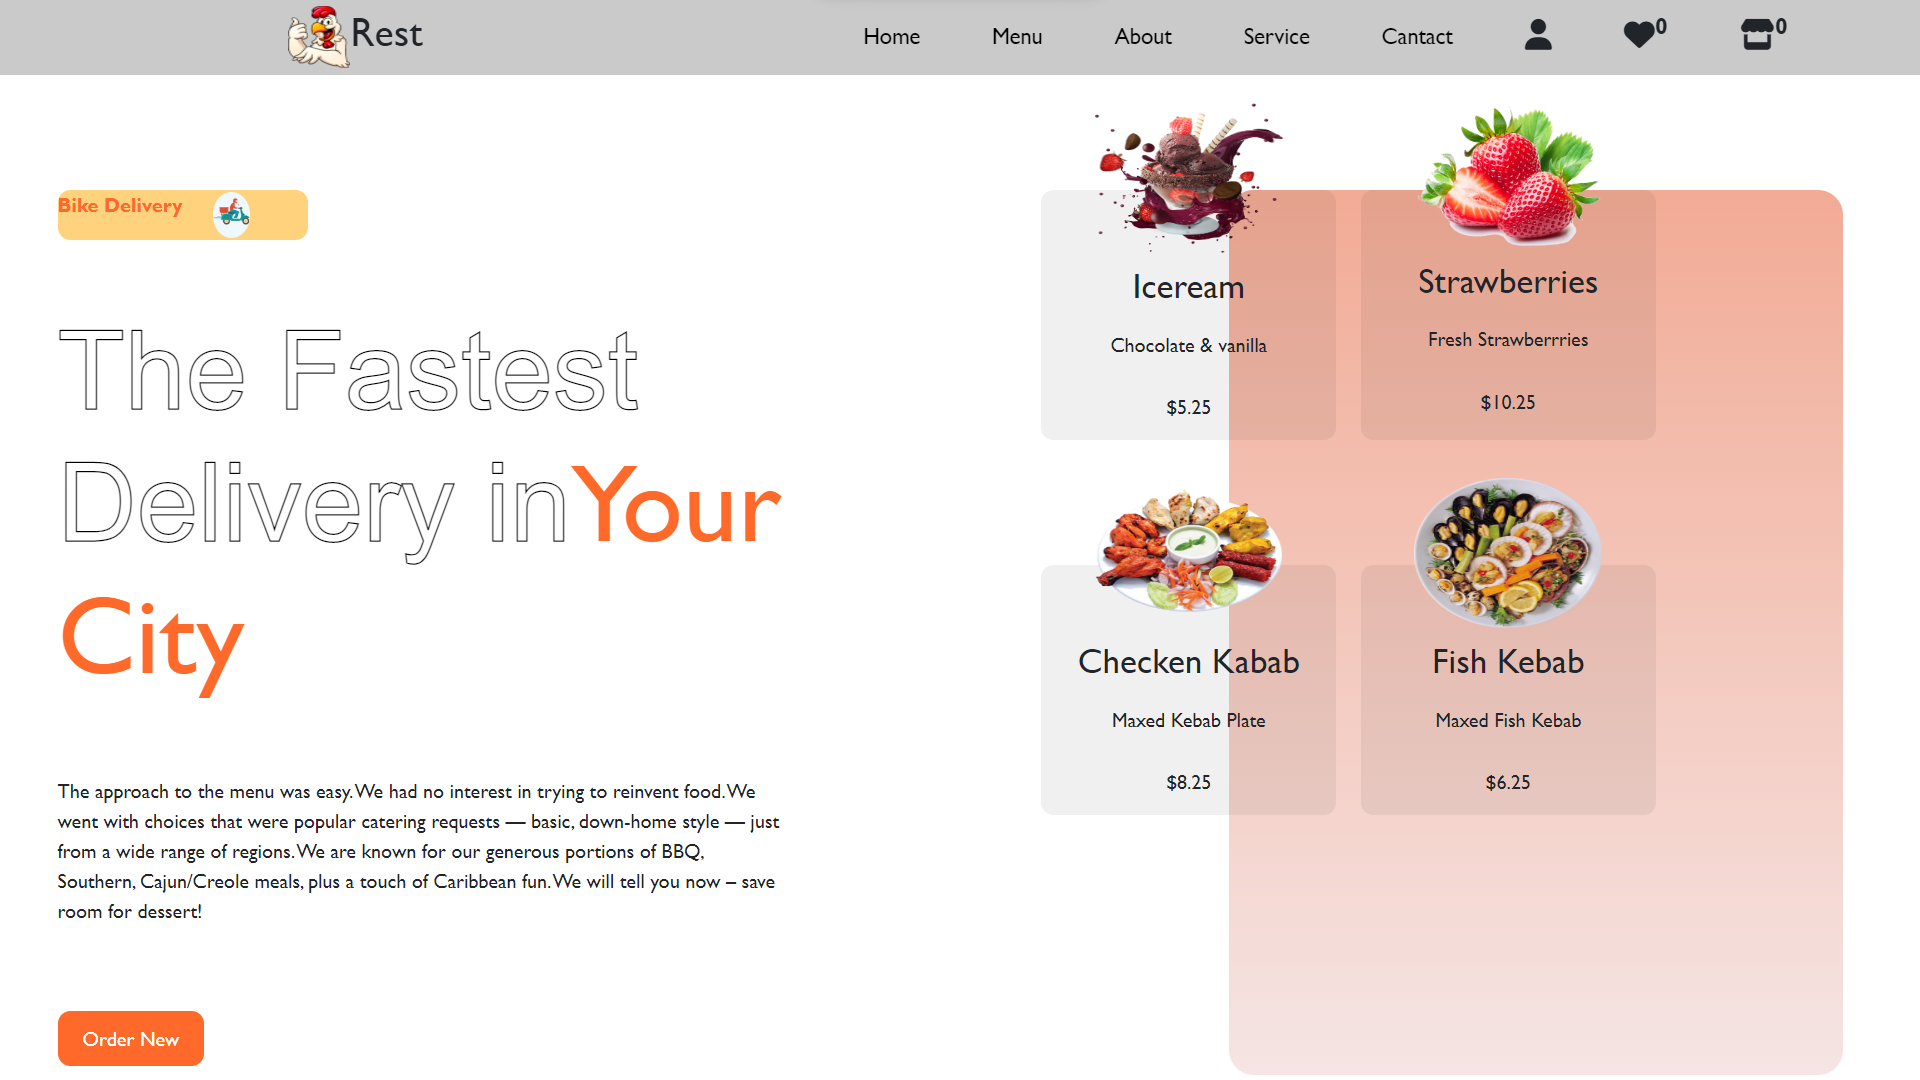 Rest
Home
Menu
About
Service
Cantact
0
0
Bike Delivery
The Fastest
Delivery inYour
City
The approach to the menu was easy. We had no interest in trying to reinvent food. We
went with choices that were popular catering requests — basic, down-home style — just
from a wide range of regions. We are known for our generous portions of BBQ,
Southern, Cajun/Creole meals, plus a touch of Caribbean fun. We will tell you now – save
room for dessert!
Order New
Iceream
Chocolate & vanilla
$5.25
Strawberries
Fresh Strawberrries
$10.25
Checken Kabab
Maxed Kebab Plate
$8.25
Fish Kebab
Maxed Fish Kebab
$6.25